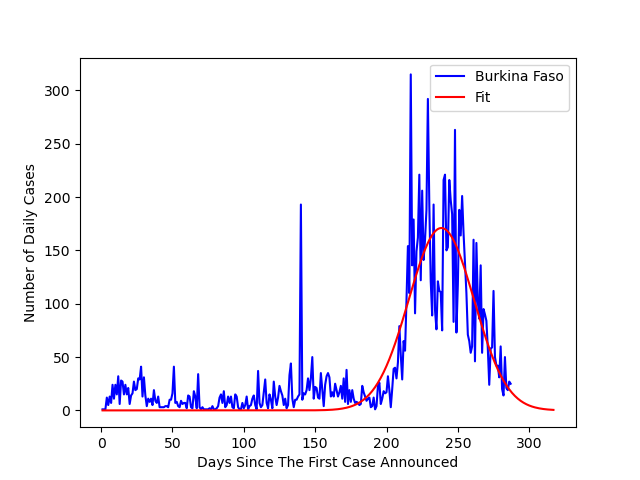 Burkina Faso
Fit
300
250
200
150
100
50
0
Number of Daily Cases
0 50 100 150 200 250 300
Days Since The First Case Announced